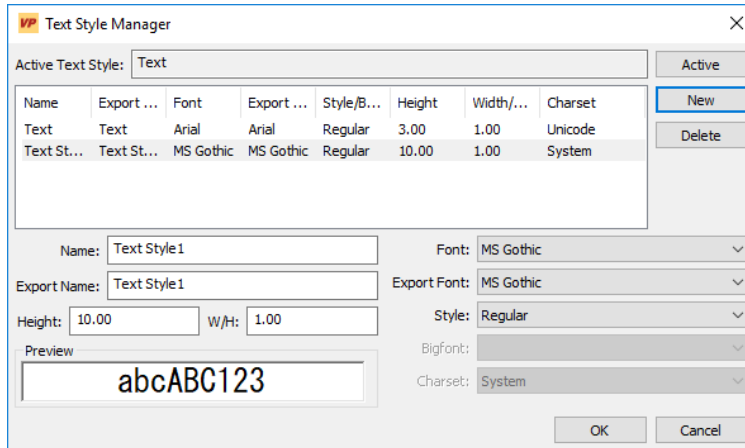 VP Text Style Manager
Active Text Style: Text Active
Name Export ... Font Export ... Style/B... Height Width/... Charset New
Text Text Arial Arial Regular 3.00 1.00 Unicode Delete
Text St... Text St... MS Gothic MS Gothic Regular 10.00 1.00 System
Name: Text Style1 Font: MS Gothic
Export Name: Text Style1 Export Font: MS Gothic
Height: 10.00 W/H: 1.00 Style: Regular
Preview Bigfont:
abcABC123 Charset: System
OK Cancel